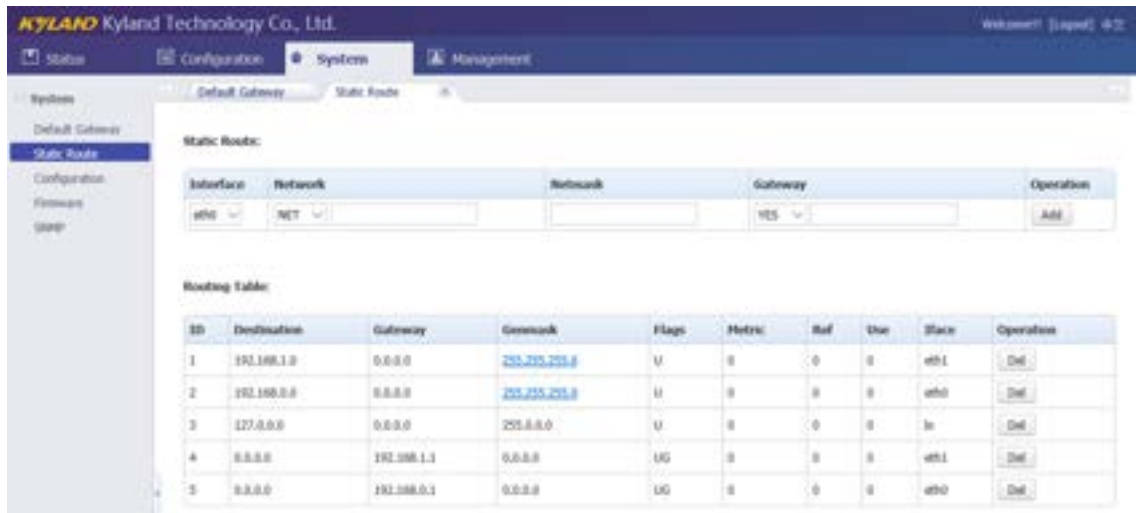 KYLAND Kyland Technology Co., Ltd. Welcome!! [Logout] 中文
Status Configuration System Management
System Default Gateway Static Route
Default Gateway
Static Route
Configuration
Firmware
SNMP
Static Route:
Interface Network Netmask Gateway Operation
eth0 NET YES Add
Routing Table:
ID Destination Gateway Genmask Flags Metric Ref Use Iface Operation
1 192.168.1.0 0.0.0.0 255.255.255.0 U 0 0 0 eth1 Del
2 192.168.0.0 0.0.0.0 255.255.255.0 U 0 0 0 eth0 Del
3 127.0.0.0 0.0.0.0 255.0.0.0 U 0 0 0 lo Del
4 0.0.0.0 192.168.1.1 0.0.0.0 UG 0 0 0 eth1 Del
5 0.0.0.0 192.168.0.1 0.0.0.0 UG 0 0 0 eth0 Del